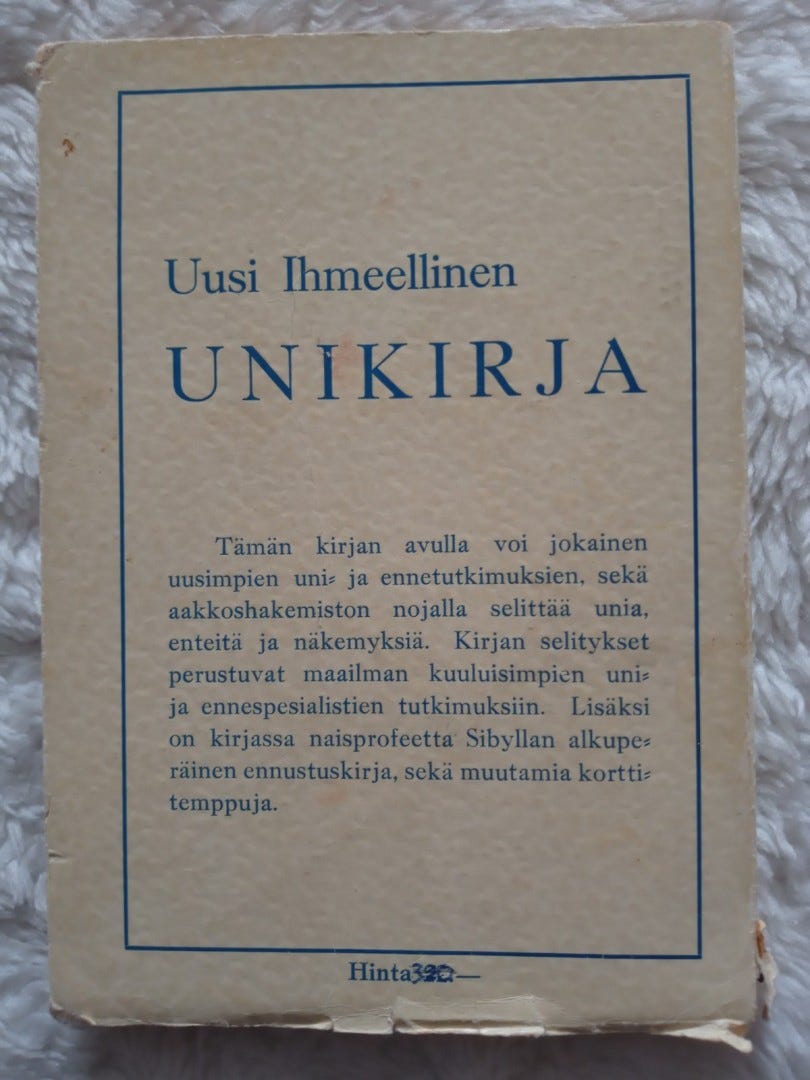 Uusi Ihmeellinen
UNIKIRJA
Tämän kirjan avulla voi jokainen
uusimpien uni= ja ennetutkimuksien, sekä
aakkoshakemiston nojalla selittää unia,
enteitä ja näkemyksiä. Kirjan selitykset
perustuvat maailman kuuluisimpien uni=
ja ennespesialistien tutkimuksiin. Lisäksi
on kirjassa naisprofeetta Sibyllan alkupe=
räinen ennustuskirja, sekä muutamia kortti=
temppuja.
Hinta